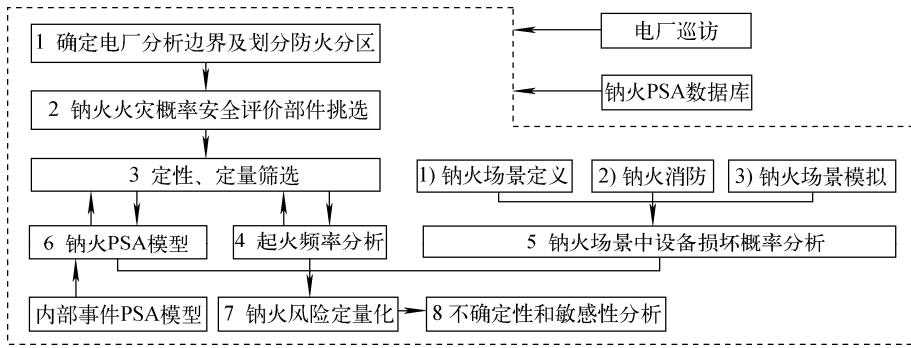 1 确定电厂分析边界及划分防火分区
电厂巡访
钠火PSA数据库
2 钠火火灾概率安全评价部件挑选
3 定性、定量筛选
1) 钠火场景定义
2) 钠火消防
3) 钠火场景模拟
6 钠火PSA模型
4 起火频率分析
5 钠火场景中设备损坏概率分析
内部事件PSA模型
7 钠火风险定量化
8 不确定性和敏感性分析